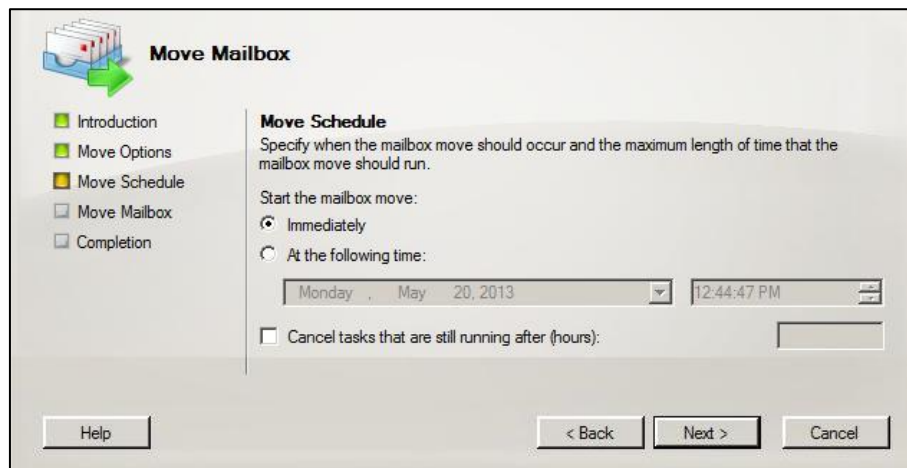 Move Mailbox
Introduction
Move Options
Move Schedule
Move Mailbox
Completion
Move Schedule
Specify when the mailbox move should occur and the maximum length of time that the
mailbox move should run.
Start the mailbox move:
Immediately
At the following time:
Monday , May 20, 2013
12:44:47 PM
Cancel tasks that are still running after (hours):
Help
< Back
Next >
Cancel